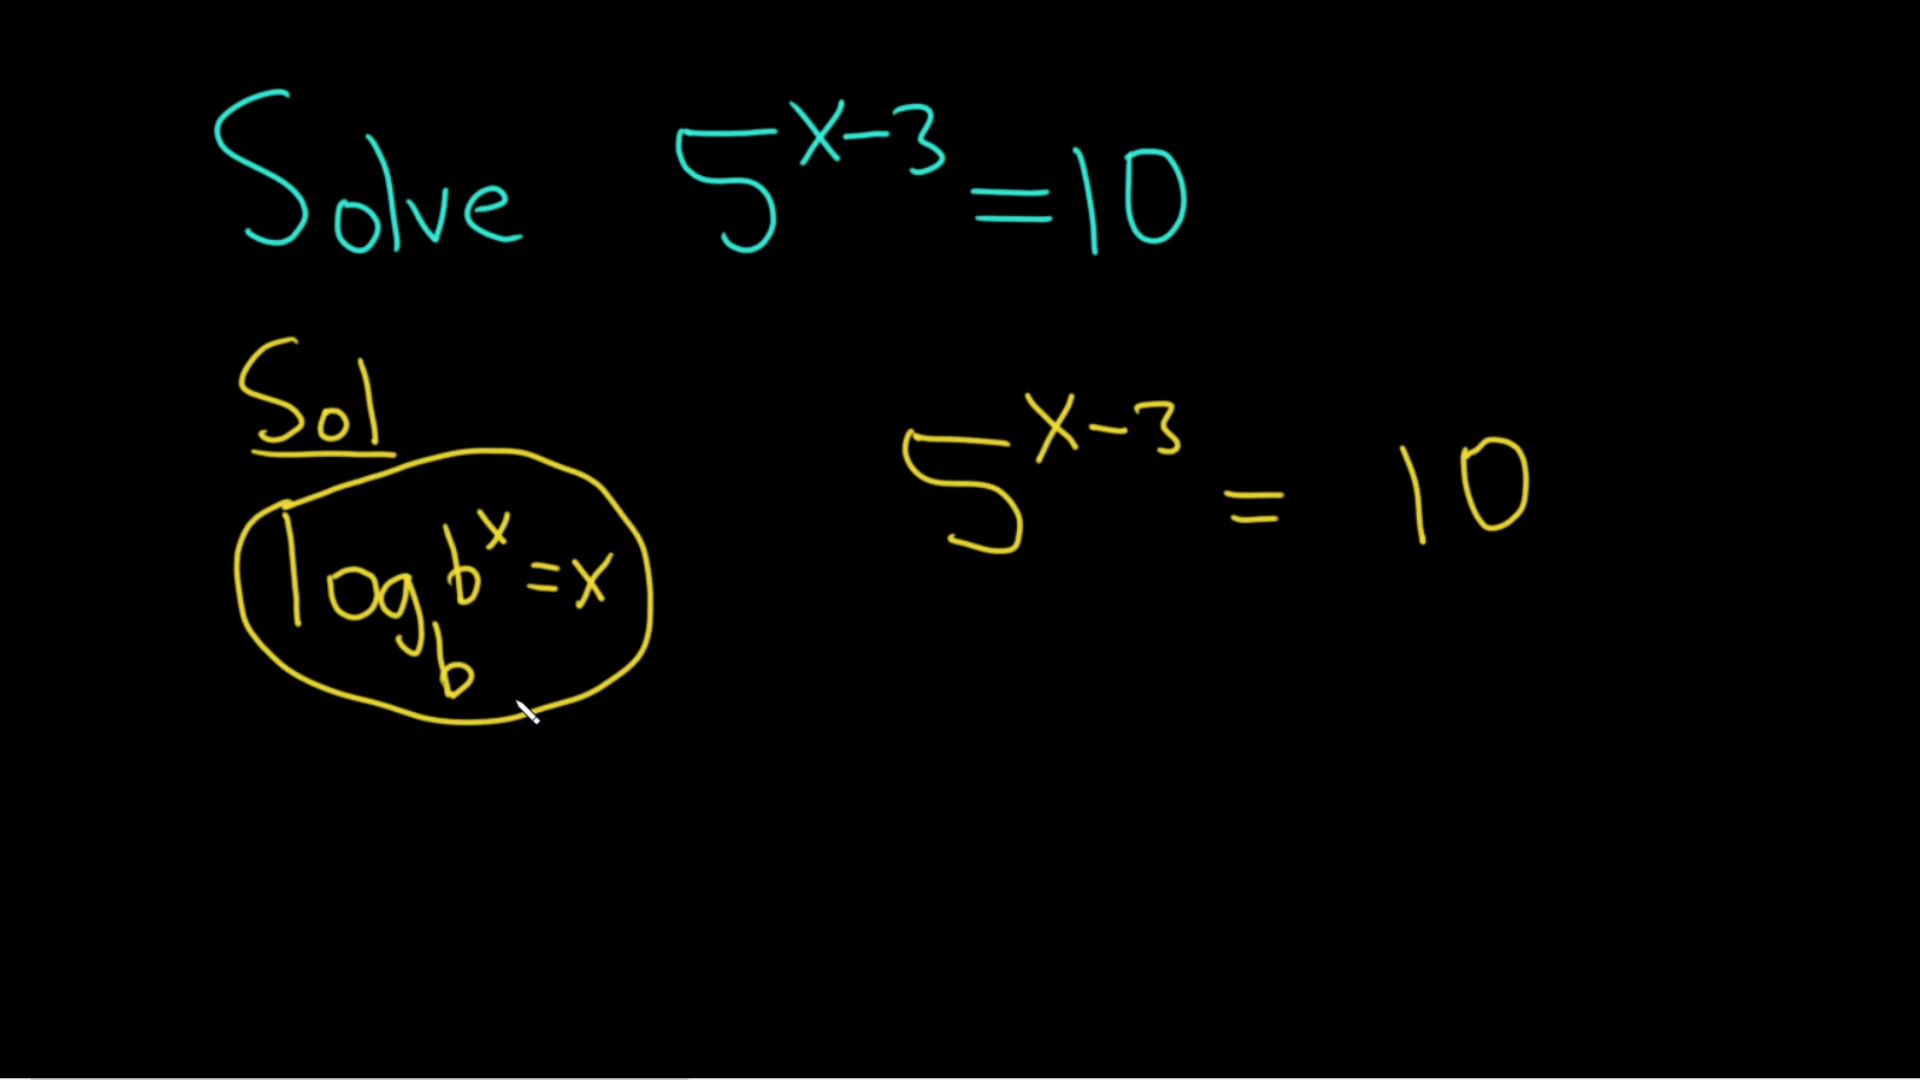 Solve 5^{x-3} = 10
Sol
5^{x-3} = 10
log_b b^x = x